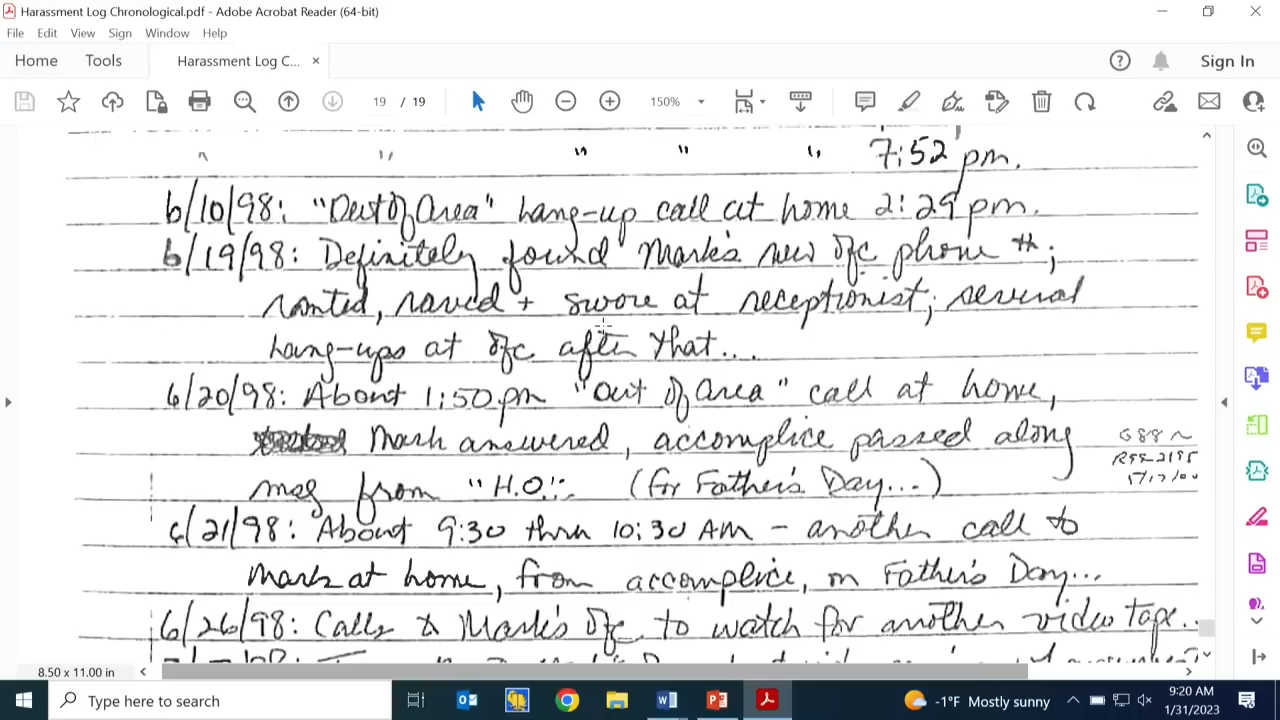 Harassment Log Chronological.pdf - Adobe Acrobat Reader (64-bit)
File Edit View Sign Window Help
Home Tools Harassment Log C... × Sign In
19 / 19 150%
" " " " " 7:52 pm.
6/10/98: "Out of Area" hang-up call at home 2:29 pm.
6/19/98: Definitely found Mark's new ofc phone #;
ranted, raved + swore at receptionist; several
hang-ups at ofc after that...
6/20/98: About 1:50 pm "Out of Area" call at home,
Mark answered, accomplice passed along
msg from "H.O." (for Father's Day...)
6/21/98: About 9:30 thru 10:30 AM - another call to
Mark at home, from accomplice, on Father's Day...
6/26/98: Calls to Mark's ofc to watch for another video tape...
8.50 x 11.00 in
Type here to search
-1°F Mostly sunny
9:20 AM
1/31/2023